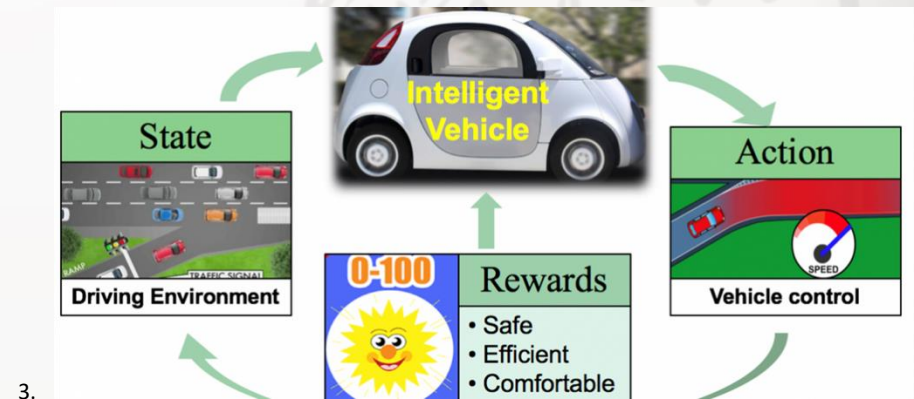 Intelligent
Vehicle
State
RAMP
TRAFFIC SIGNAL
Driving Environment
Action
SPEED
Vehicle control
0-100
Rewards
• Safe
• Efficient
• Comfortable
3.